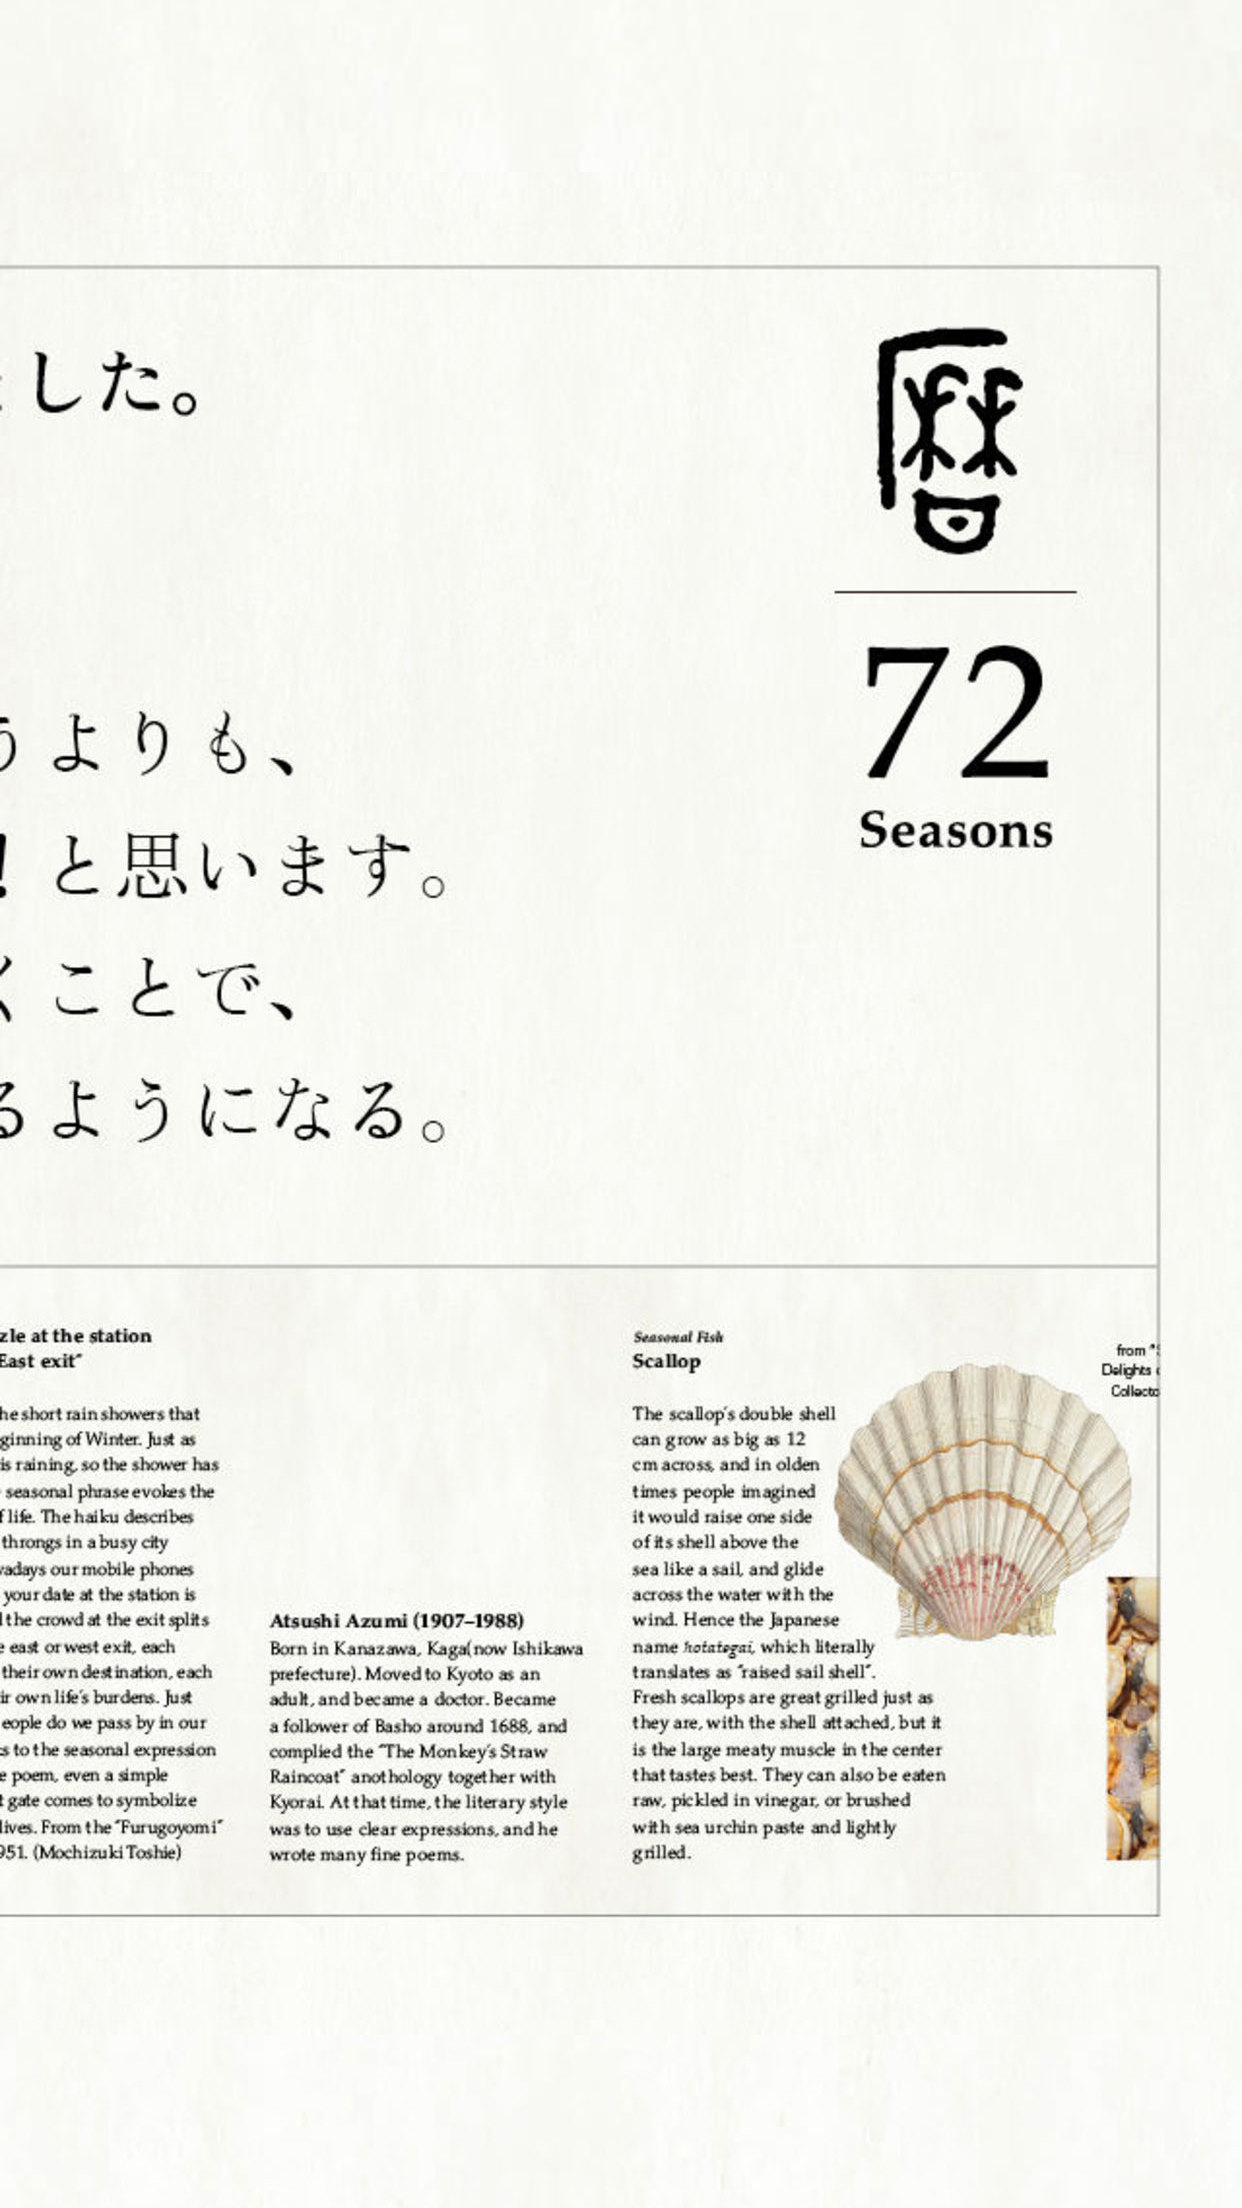 した。
暦
72
Seasons
うよりも、
！と思います。
くことで、
るようになる。
zle at the station
East exit"
he short rain showers that
ginning of Winter. Just as
is raining, so the shower has
seasonal phrase evokes the
f life. The haiku describes
throngs in a busy city
wadays our mobile phones
your date at the station is
l the crowd at the exit splits
e east or west exit, each
their own destination, each
ir own life's burdens. Just
eople do we pass by in our
ks to the seasonal expression
e poem, even a simple
t gate comes to symbolize
lives. From the "Furugoyomi"
951. (Mochizuki Toshie)
Atsushi Azumi (1907–1988)
Born in Kanazawa, Kaga(now Ishikawa
prefecture). Moved to Kyoto as an
adult, and became a doctor. Became
a follower of Basho around 1688, and
complied the "The Monkey's Straw
Raincoat" anothology together with
Kyorai. At that time, the literary style
was to use clear expressions, and he
wrote many fine poems.
Seasonal Fish
Scallop
The scallop's double shell
can grow as big as 12
cm across, and in olden
times people imagined
it would raise one side
of its shell above the
sea like a sail, and glide
across the water with the
wind. Hence the Japanese
name hotategai, which literally
translates as "raised sail shell".
Fresh scallops are great grilled just as
they are, with the shell attached, but it
is the large meaty muscle in the center
that tastes best. They can also be eaten
raw, pickled in vinegar, or brushed
with sea urchin paste and lightly
grilled.
from "
Delights
Collecto